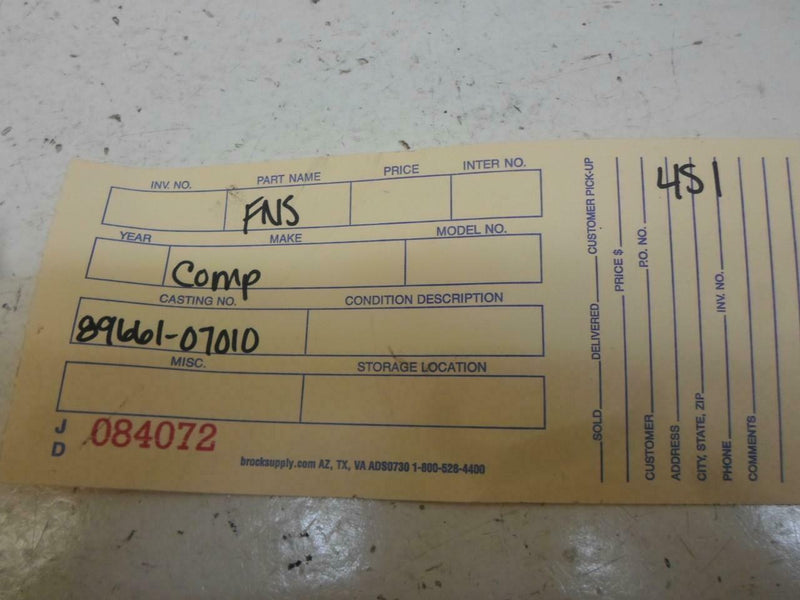 INV. NO. PART NAME PRICE INTER NO.
FNS
YEAR MAKE MODEL NO.
Comp
CASTING NO. CONDITION DESCRIPTION
89661-07010
MISC. STORAGE LOCATION
J
D
084072
brocksupply.com AZ, TX, VA ADS0730 1-800-528-4400
SOLD DELIVERED CUSTOMER PICK-UP
PRICE $
CUSTOMER P.O. NO.
451
ADDRESS
CITY, STATE, ZIP
PHONE INV. NO.
COMMENTS